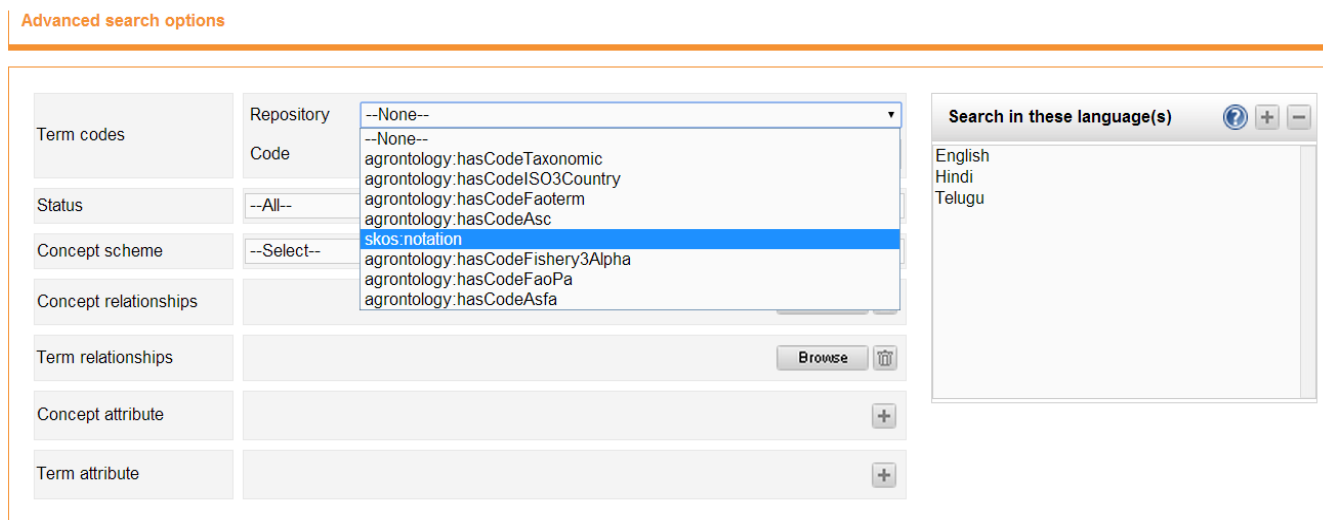 Advanced search options
Term codes
Repository
--None--
--None--
agrontology:hasCodeTaxonomic
agrontology:hasCodeISO3Country
agrontology:hasCodeFaoterm
agrontology:hasCodeAsc
skos:notation
agrontology:hasCodeFishery3Alpha
agrontology:hasCodeFaoPa
agrontology:hasCodeAsfa
Code
Status
--All--
Concept scheme
--Select--
Concept relationships
Term relationships
Browse
Concept attribute
Term attribute
Search in these language(s)
English
Hindi
Telugu